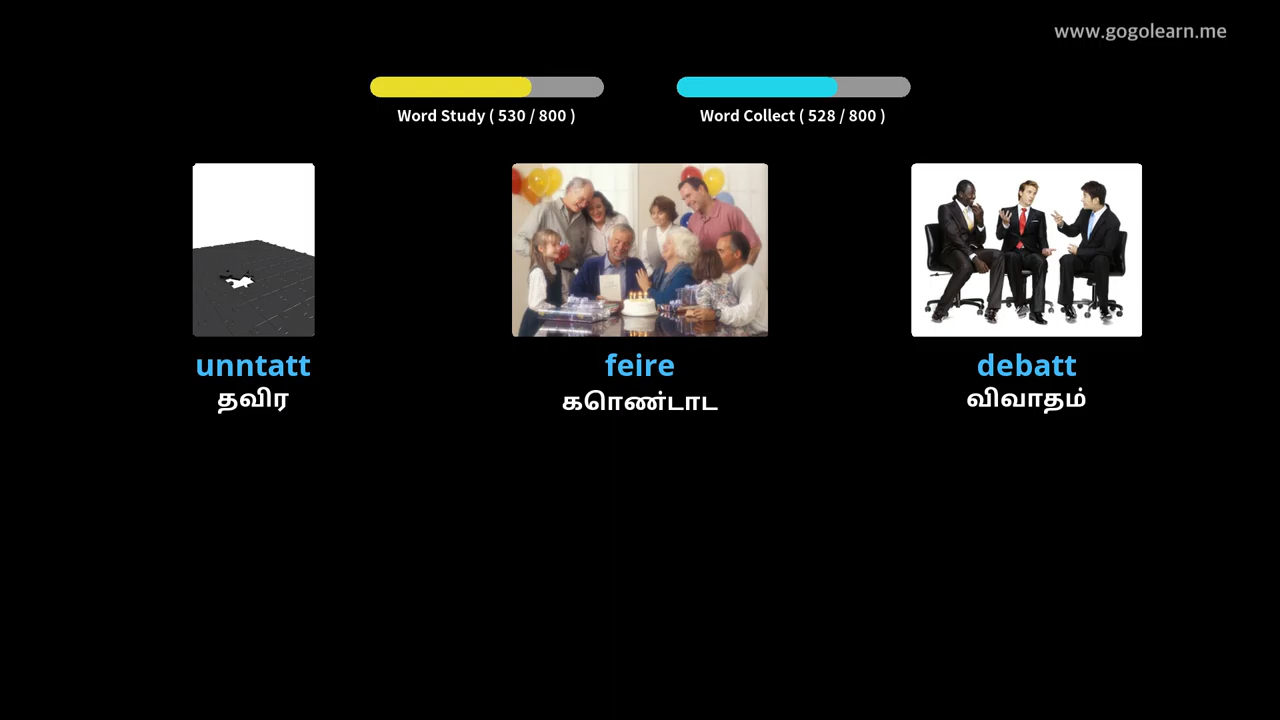 www.gogolearn.me
Word Study ( 530 / 800 )
Word Collect ( 528 / 800 )
unntatt
தவிர
feire
கொண்டாட
debatt
விவாதம்